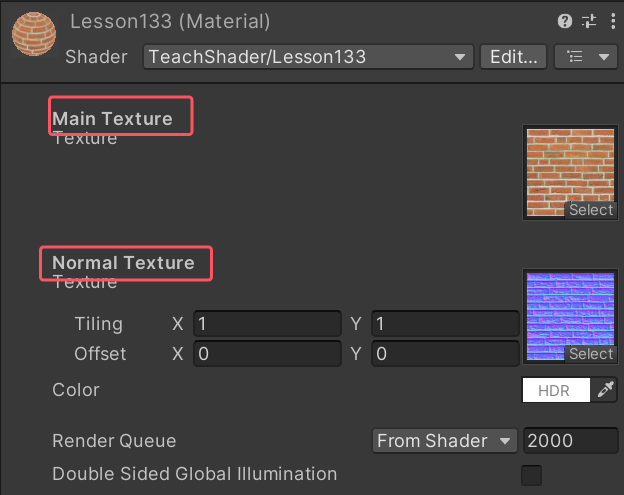 Lesson133 (Material)
Shader TeachShader/Lesson133 Edit...
Main Texture
Texture
Select
Normal Texture
Texture
Tiling X 1 Y 1
Offset X 0 Y 0
Select
Color HDR
Render Queue From Shader 2000
Double Sided Global Illumination